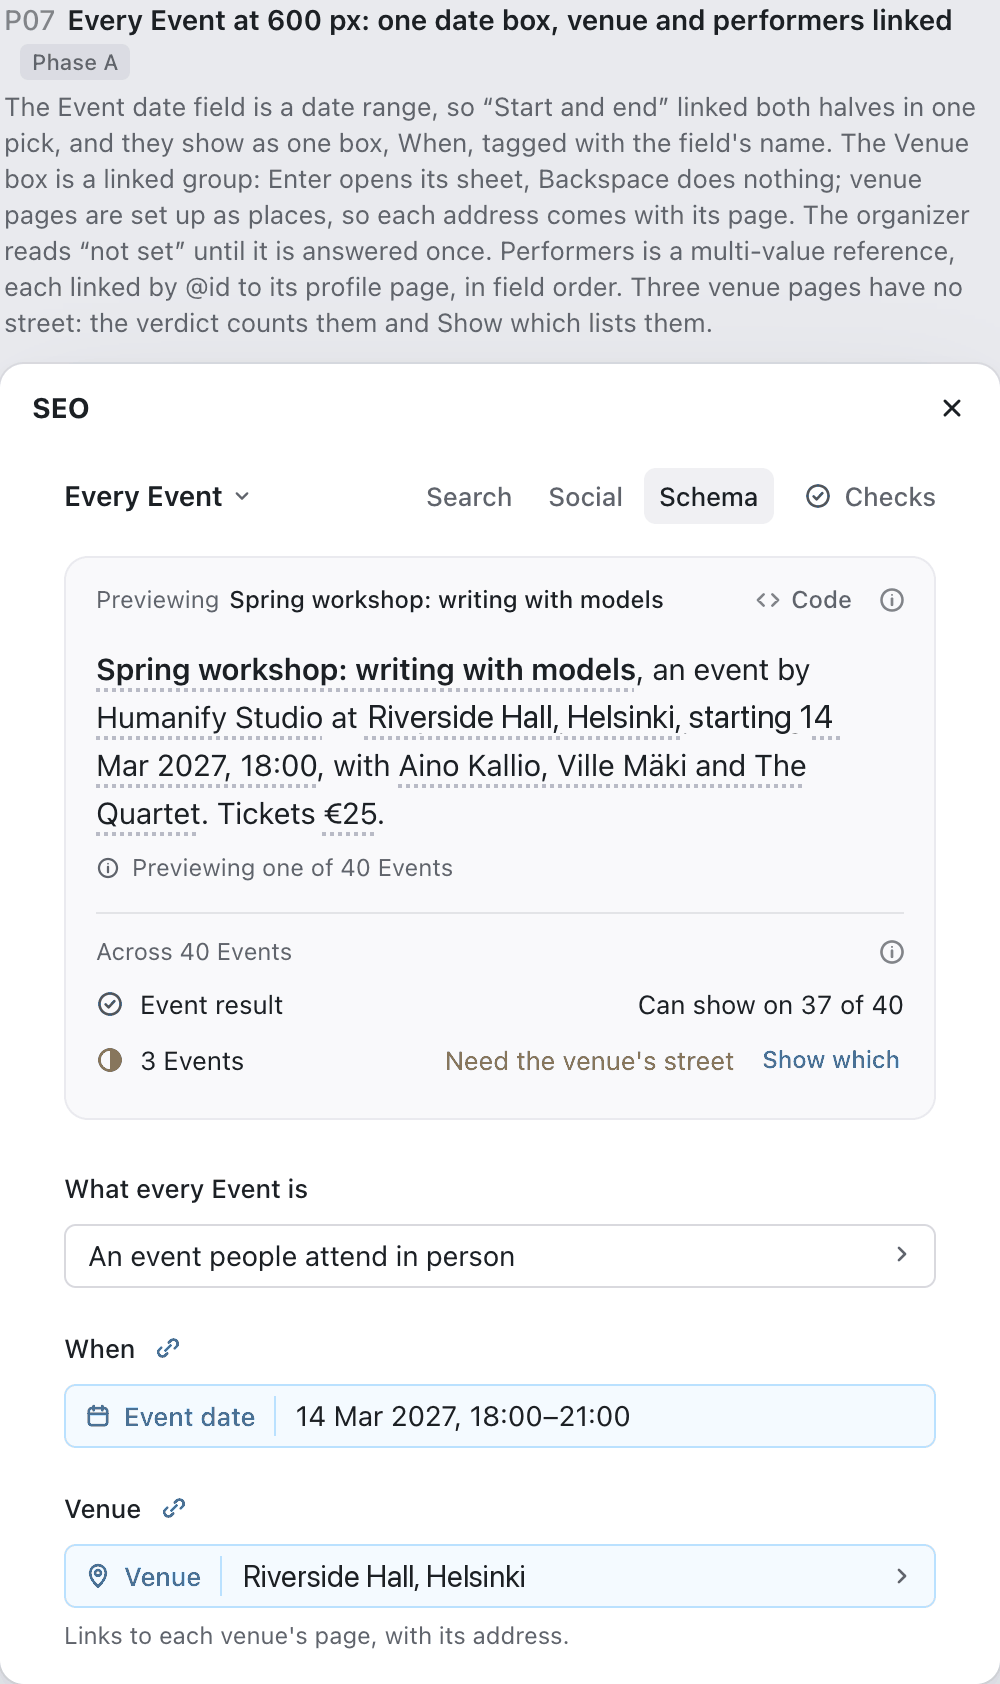 P07 Every Event at 600 px: one date box, venue and performers linked
Phase A
The Event date field is a date range, so “Start and end” linked both halves in one
pick, and they show as one box, When, tagged with the field's name. The Venue
box is a linked group: Enter opens its sheet, Backspace does nothing; venue
pages are set up as places, so each address comes with its page. The organizer
reads “not set” until it is answered once. Performers is a multi-value reference,
each linked by @id to its profile page, in field order. Three venue pages have no
street: the verdict counts them and Show which lists them.
SEO
Every Event Search Social Schema Checks
Previewing Spring workshop: writing with models Code
Spring workshop: writing with models, an event by
Humanify Studio at Riverside Hall, Helsinki, starting 14
Mar 2027, 18:00, with Aino Kallio, Ville Mäki and The
Quartet. Tickets €25.
Previewing one of 40 Events
Across 40 Events
Event result Can show on 37 of 40
3 Events Need the venue's street Show which
What every Event is
An event people attend in person
When
Event date 14 Mar 2027, 18:00–21:00
Venue
Venue Riverside Hall, Helsinki
Links to each venue's page, with its address.